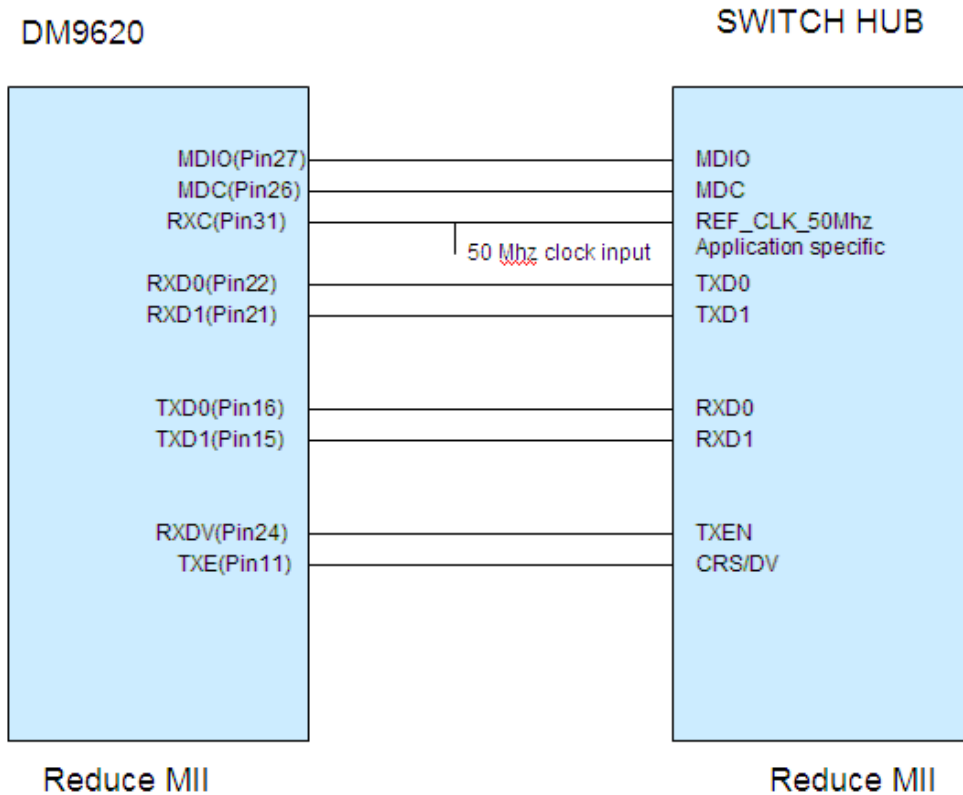 DM9620
SWITCH HUB
MDIO(Pin27) MDIO
MDC(Pin26) MDC
RXC(Pin31) REF_CLK_50Mhz
50 Mhz clock input Application specific
RXD0(Pin22) TXD0
RXD1(Pin21) TXD1
TXD0(Pin16) RXD0
TXD1(Pin15) RXD1
RXDV(Pin24) TXEN
TXE(Pin11) CRS/DV
Reduce MII Reduce MII